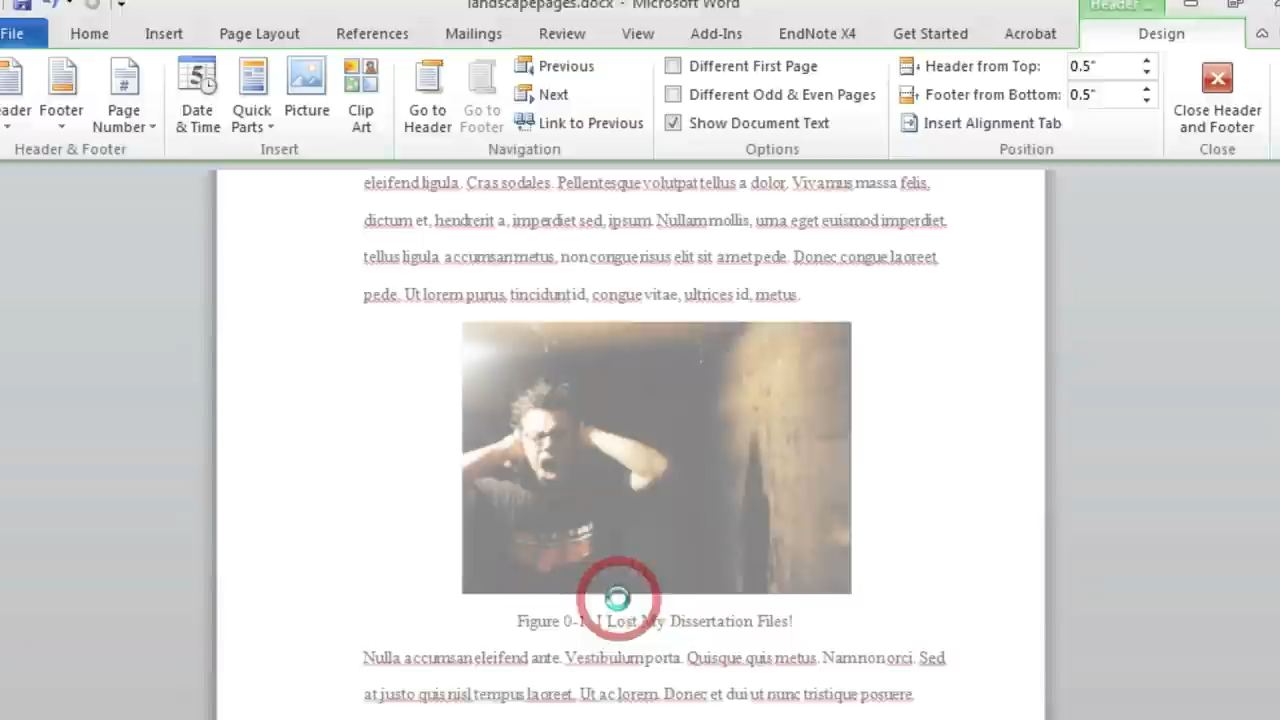 landscapepages.docx - Microsoft Word
Header
File Home Insert Page Layout References Mailings Review View Add-Ins EndNote X4 Get Started Acrobat Design
Previous Different First Page Header from Top: 0.5"
Next Different Odd & Even Pages Footer from Bottom: 0.5"
Footer Page Date Quick Picture Clip Go to Go to Close Header
Number & Time Parts Art Header Footer and Footer
Link to Previous Show Document Text Insert Alignment Tab
Header & Footer Insert Navigation Options Position Close
eleifend ligula. Cras sodales. Pellentesque volutpat tellus a dolor. Vivamus massa felis,
dictum et, hendrerit a, imperdiet sed, ipsum. Nullam mollis, urna eget euismod imperdiet,
tellus ligula accumsan metus, non congue risus elit sit amet pede. Donec congue laoreet
pede. Ut lorem purus, tincidunt id, congue vitae, ultrices id, metus.
Figure 0-1 I Lost My Dissertation Files!
Nulla accumsan eleifend ante. Vestibulum porta. Quisque quis metus. Nam non orci. Sed
at justo quis nisl tempus laoreet. Ut ac lorem. Donec et dui ut nunc tristique posuere.